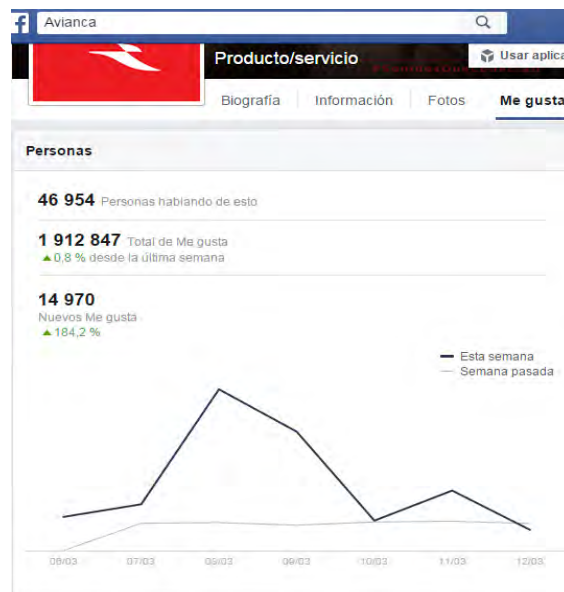 f Avianca
Producto/servicio
Usar aplica
Biografía Información Fotos Me gusta
Personas
46 954 Personas hablando de esto
1 912 847 Total de Me gusta
▲0,8 % desde la última semana
14 970
Nuevos Me gusta
▲184,2 %
Esta semana
Semana pasada
06/03 07/03 08/03 09/03 10/03 11/03 12/03